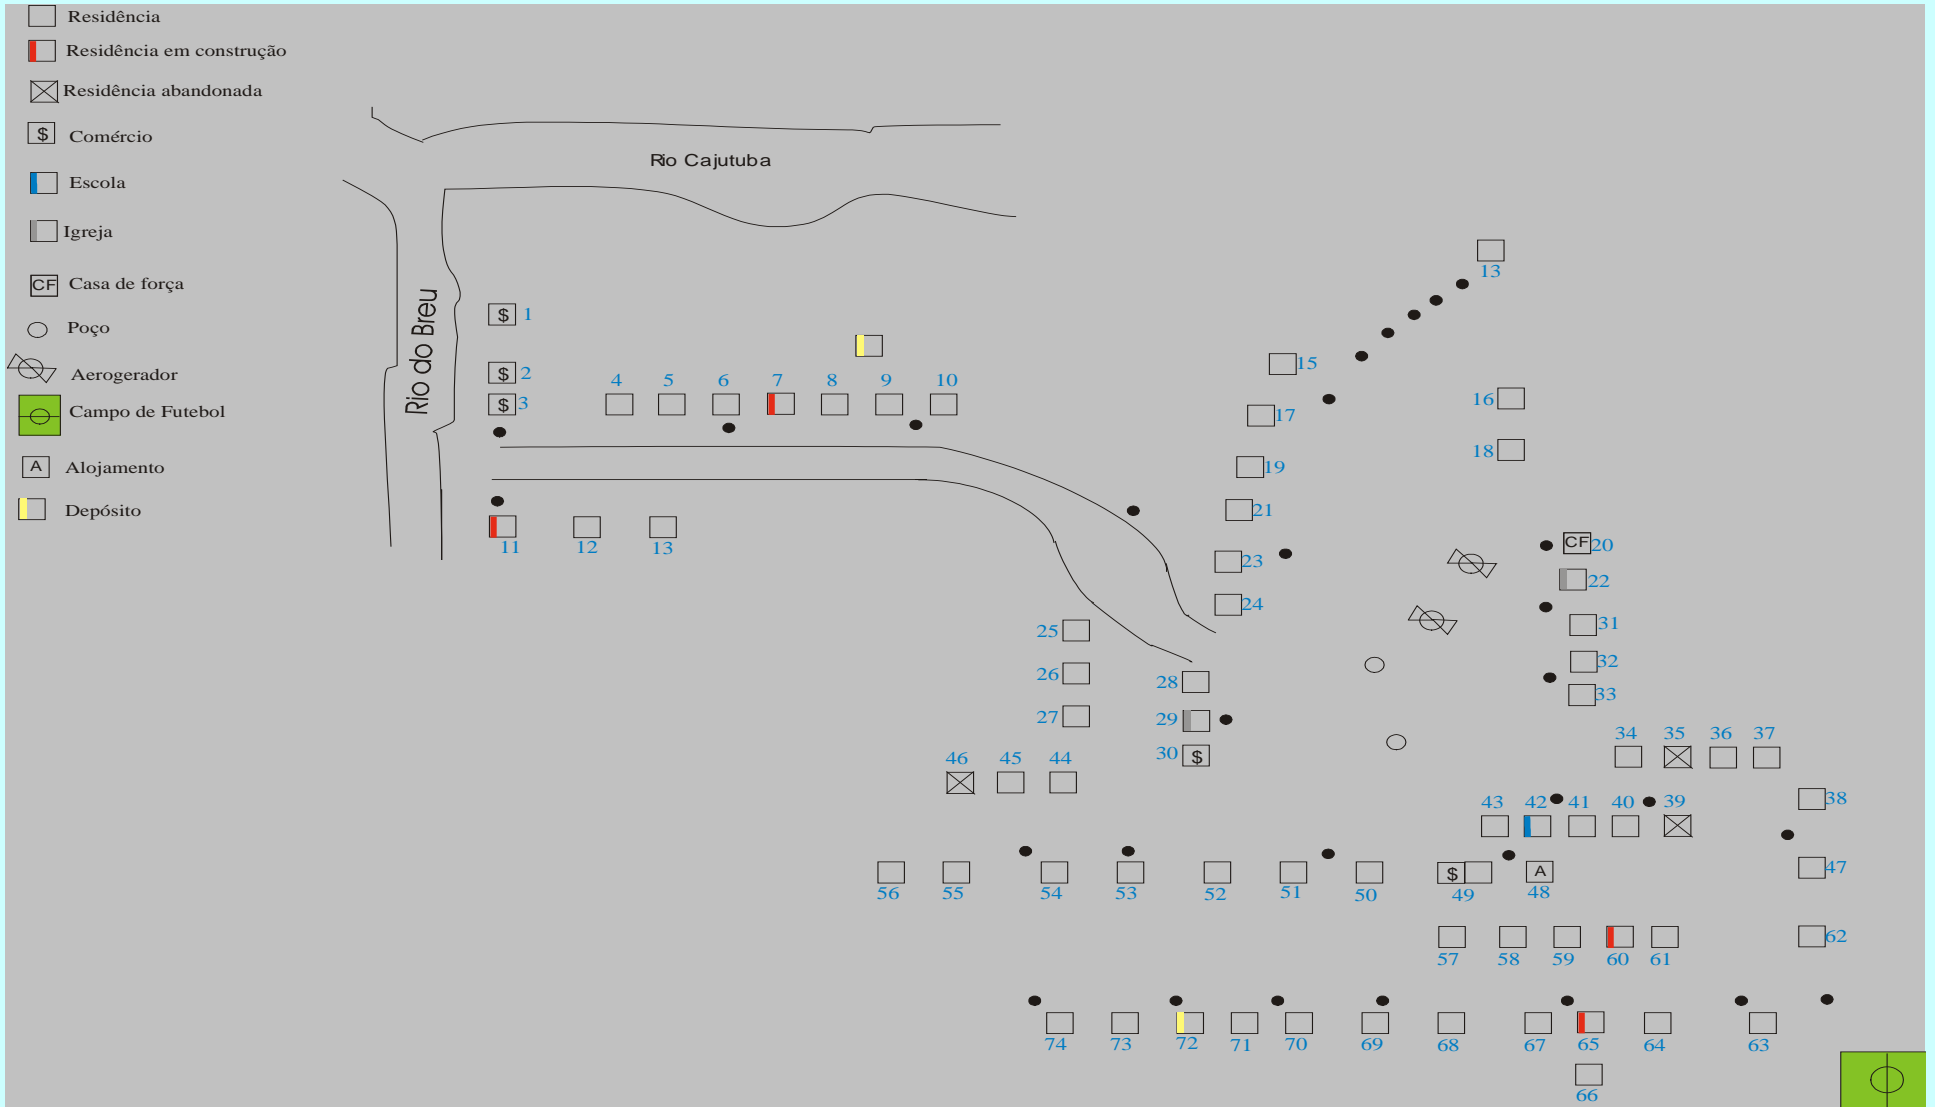 Residência
Residência em construção
Residência abandonada
$ Comércio
Escola
Igreja
CF Casa de força
Poço
Aerogerador
Campo de Futebol
A Alojamento
Depósito
Rio Cajutuba
Rio do Breu
13
$ 1
15
$ 2
4 5 6 7 8 9 10
$ 3
16
17
18
19
21
11 12 13
CF 20
23
22
24
31
25
32
26
28
33
27
29
34 35 36 37
30 $
46 45 44
38
43 42 41 40 39
47
$ A
56 55 54 53 52 51 50 49 48
62
57 58 59 60 61
74 73 72 71 70 69 68 67 65 64 63
66